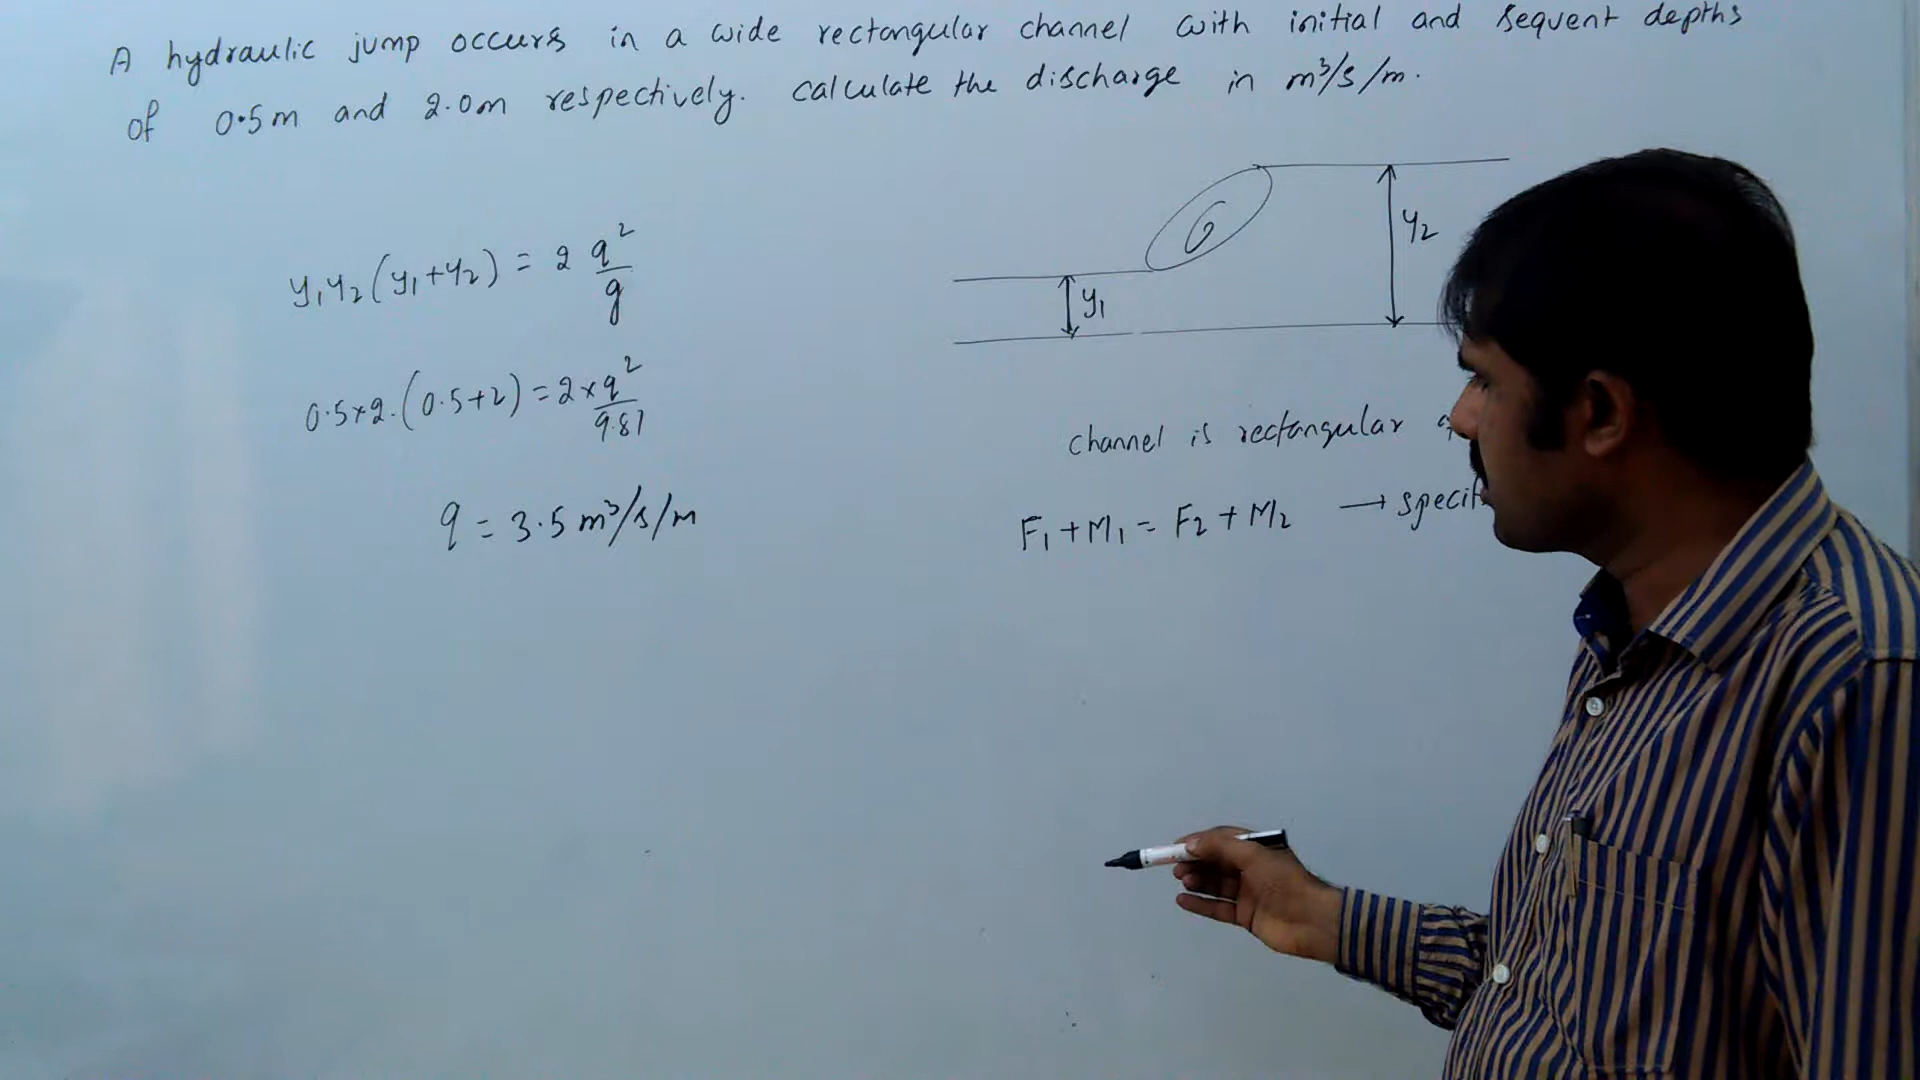 A hydraulic jump occurs in a wide rectangular channel with initial and sequent depths
of 0.5m and 2.0m respectively. calculate the discharge in m³/s/m.
y₁y₂(y₁+y₂) = 2 q²/g
0.5×2.(0.5+2) = 2×q²/9.81
q = 3.5 m³/s/m
y₁
y₂
channel is rectangular
F₁+M₁ = F₂+M₂ → specif